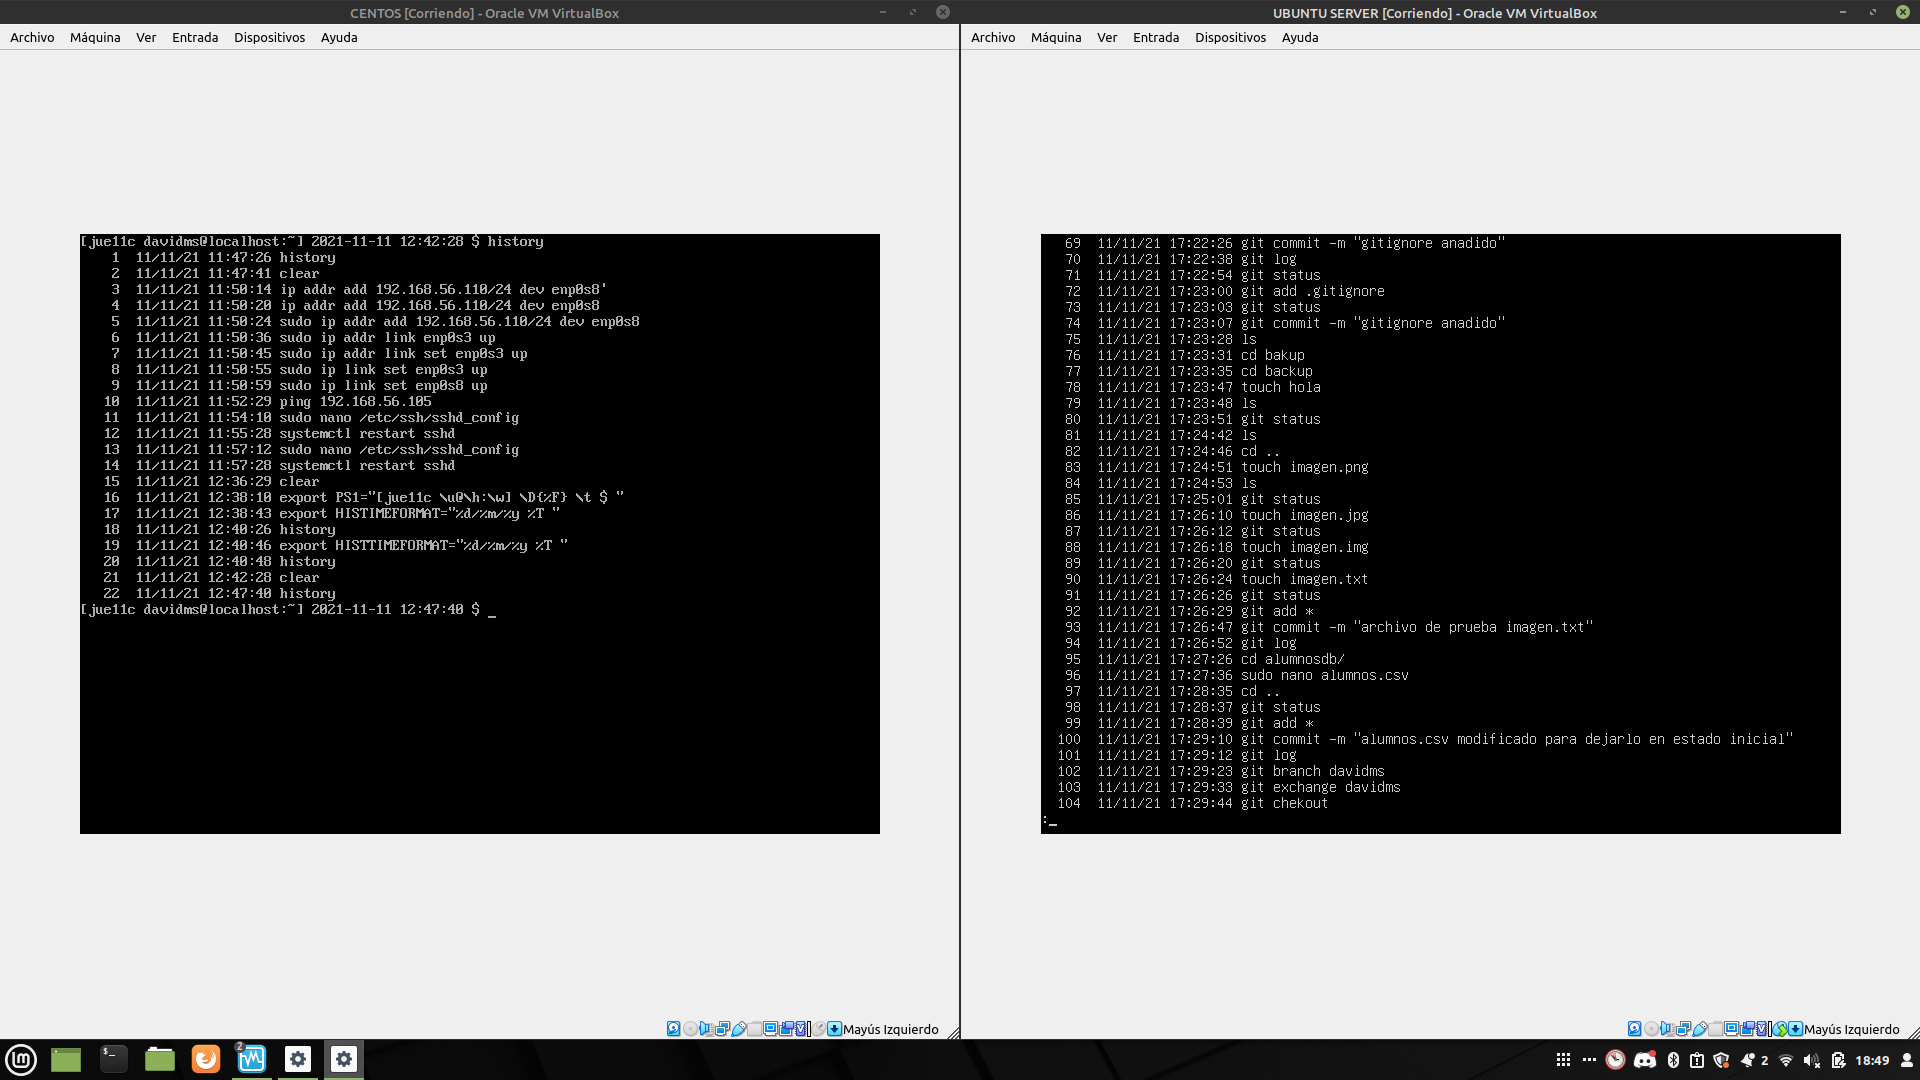 CENTOS [Corriendo] - Oracle VM VirtualBox
Archivo Máquina Ver Entrada Dispositivos Ayuda
[jue11c davidms@localhost:~] 2021-11-11 12:42:28 $ history
1 11/11/21 11:47:26 history
2 11/11/21 11:47:41 clear
3 11/11/21 11:50:14 ip addr add 192.168.56.110/24 dev enp0s8'
4 11/11/21 11:50:20 ip addr add 192.168.56.110/24 dev enp0s8
5 11/11/21 11:50:24 sudo ip addr add 192.168.56.110/24 dev enp0s8
6 11/11/21 11:50:36 sudo ip addr link enp0s3 up
7 11/11/21 11:50:45 sudo ip addr link set enp0s3 up
8 11/11/21 11:50:55 sudo ip link set enp0s3 up
9 11/11/21 11:50:59 sudo ip link set enp0s8 up
10 11/11/21 11:52:29 ping 192.168.56.105
11 11/11/21 11:54:10 sudo nano /etc/ssh/sshd_config
12 11/11/21 11:55:28 systemctl restart sshd
13 11/11/21 11:57:12 sudo nano /etc/ssh/sshd_config
14 11/11/21 11:57:28 systemctl restart sshd
15 11/11/21 12:36:29 clear
16 11/11/21 12:38:10 export PS1="[jue11c \u@\h:\w] \D{%F} \t $ "
17 11/11/21 12:38:43 export HISTIMEFORMAT="%d/%m/%y %T "
18 11/11/21 12:40:26 history
19 11/11/21 12:40:46 export HISTTIMEFORMAT="%d/%m/%y %T "
20 11/11/21 12:40:48 history
21 11/11/21 12:42:28 clear
22 11/11/21 12:47:40 history
[jue11c davidms@localhost:~] 2021-11-11 12:47:40 $ _
Mayús Izquierdo
UBUNTU SERVER [Corriendo] - Oracle VM VirtualBox
Archivo Máquina Ver Entrada Dispositivos Ayuda
69 11/11/21 17:22:26 git commit -m "gitignore anadido"
70 11/11/21 17:22:38 git log
71 11/11/21 17:22:54 git status
72 11/11/21 17:23:00 git add .gitignore
73 11/11/21 17:23:03 git status
74 11/11/21 17:23:07 git commit -m "gitignore anadido"
75 11/11/21 17:23:28 ls
76 11/11/21 17:23:31 cd bakup
77 11/11/21 17:23:35 cd backup
78 11/11/21 17:23:47 touch hola
79 11/11/21 17:23:48 ls
80 11/11/21 17:23:51 git status
81 11/11/21 17:24:42 ls
82 11/11/21 17:24:46 cd ..
83 11/11/21 17:24:51 touch imagen.png
84 11/11/21 17:24:53 ls
85 11/11/21 17:25:01 git status
86 11/11/21 17:26:10 touch imagen.jpg
87 11/11/21 17:26:12 git status
88 11/11/21 17:26:18 touch imagen.img
89 11/11/21 17:26:20 git status
90 11/11/21 17:26:24 touch imagen.txt
91 11/11/21 17:26:26 git status
92 11/11/21 17:26:29 git add *
93 11/11/21 17:26:47 git commit -m "archivo de prueba imagen.txt"
94 11/11/21 17:26:52 git log
95 11/11/21 17:27:26 cd alumnosdb/
96 11/11/21 17:27:36 sudo nano alumnos.csv
97 11/11/21 17:28:35 cd ..
98 11/11/21 17:28:37 git status
99 11/11/21 17:28:39 git add *
100 11/11/21 17:29:10 git commit -m "alumnos.csv modificado para dejarlo en estado inicial"
101 11/11/21 17:29:12 git log
102 11/11/21 17:29:23 git branch davidms
103 11/11/21 17:29:33 git exchange davidms
104 11/11/21 17:29:44 git chekout
:_
Mayús Izquierdo
2
2
18:49